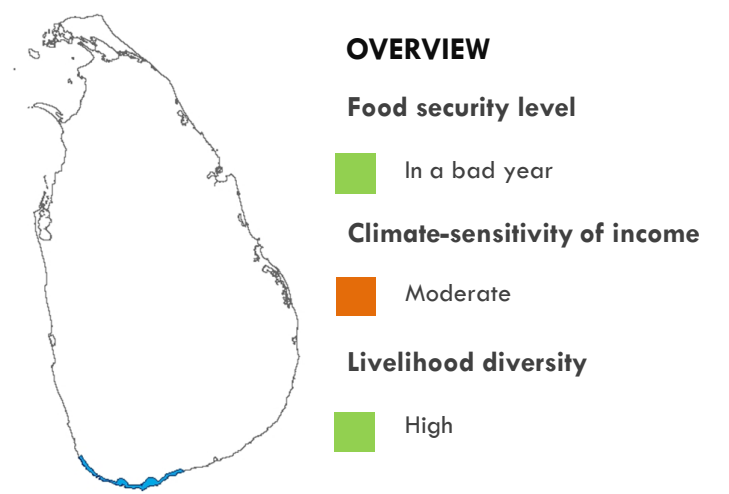 OVERVIEW
Food security level
In a bad year
Climate-sensitivity of income
Moderate
Livelihood diversity
High